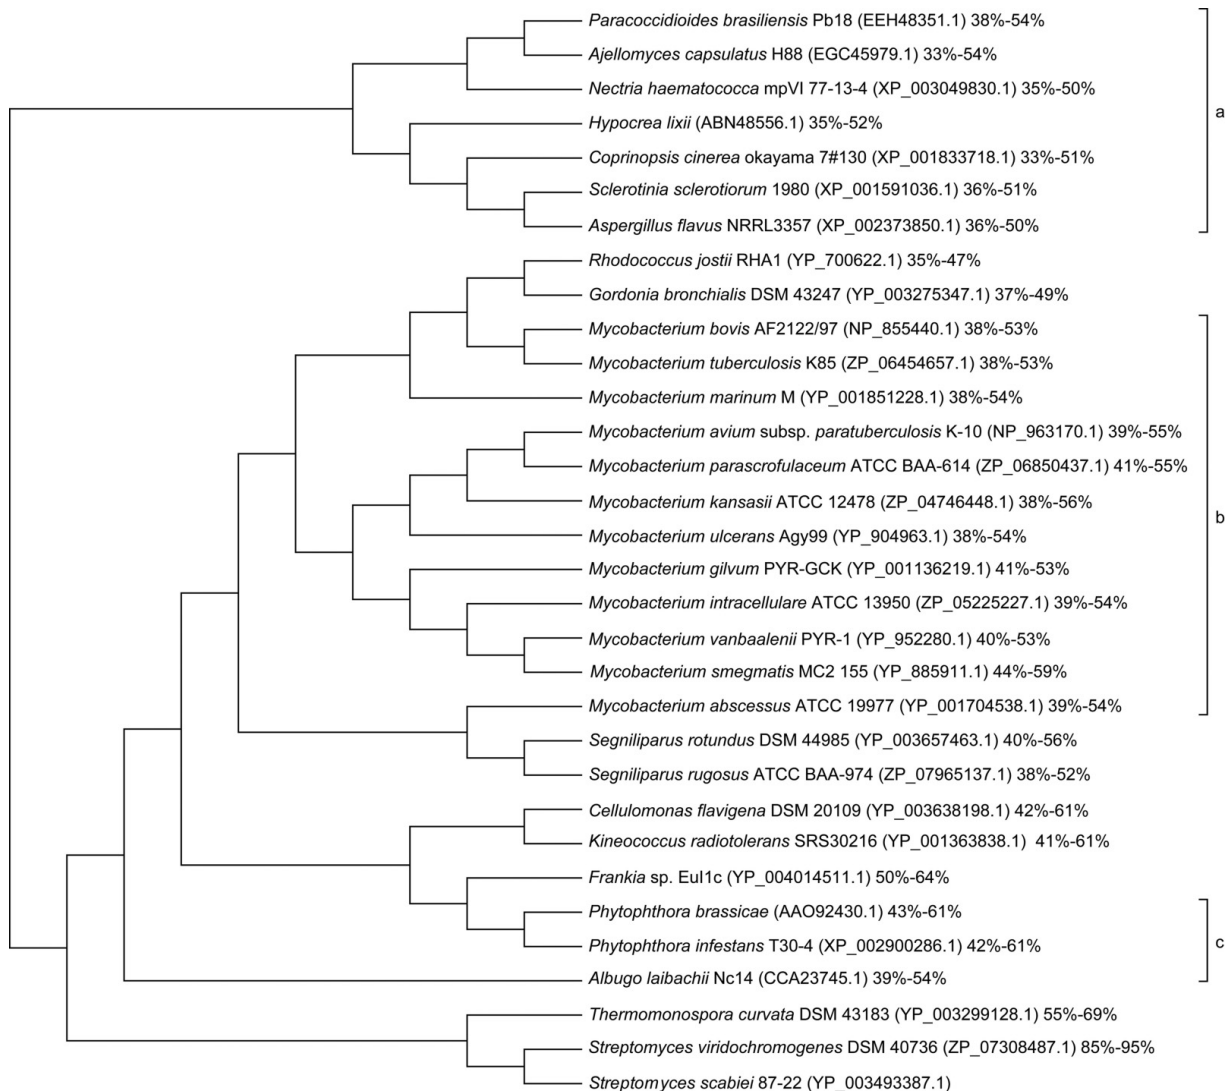 Paracoccidioides brasiliensis Pb18 (EEH48351.1) 38%-54%
Ajellomyces capsulatus H88 (EGC45979.1) 33%-54%
Nectria haematococca mpVI 77-13-4 (XP_003049830.1) 35%-50%
a
Hypocrea lixii (ABN48556.1) 35%-52%
Coprinopsis cinerea okayama 7#130 (XP_001833718.1) 33%-51%
Sclerotinia sclerotiorum 1980 (XP_001591036.1) 36%-51%
Aspergillus flavus NRRL3357 (XP_002373850.1) 36%-50%
Rhodococcus jostii RHA1 (YP_700622.1) 35%-47%
Gordonia bronchialis DSM 43247 (YP_003275347.1) 37%-49%
Mycobacterium bovis AF2122/97 (NP_855440.1) 38%-53%
Mycobacterium tuberculosis K85 (ZP_06454657.1) 38%-53%
Mycobacterium marinum M (YP_001851228.1) 38%-54%
Mycobacterium avium subsp. paratuberculosis K-10 (NP_963170.1) 39%-55%
Mycobacterium parascrofulaceum ATCC BAA-614 (ZP_06850437.1) 41%-55%
Mycobacterium kansasii ATCC 12478 (ZP_04746448.1) 38%-56%
b
Mycobacterium ulcerans Agy99 (YP_904963.1) 38%-54%
Mycobacterium gilvum PYR-GCK (YP_001136219.1) 41%-53%
Mycobacterium intracellulare ATCC 13950 (ZP_05225227.1) 39%-54%
Mycobacterium vanbaalenii PYR-1 (YP_952280.1) 40%-53%
Mycobacterium smegmatis MC2 155 (YP_885911.1) 44%-59%
Mycobacterium abscessus ATCC 19977 (YP_001704538.1) 39%-54%
Segniliparus rotundus DSM 44985 (YP_003657463.1) 40%-56%
Segniliparus rugosus ATCC BAA-974 (ZP_07965137.1) 38%-52%
Cellulomonas flavigena DSM 20109 (YP_003638198.1) 42%-61%
Kineococcus radiotolerans SRS30216 (YP_001363838.1) 41%-61%
Frankia sp. EuI1c (YP_004014511.1) 50%-64%
Phytophthora brassicae (AAO92430.1) 43%-61%
c
Phytophthora infestans T30-4 (XP_002900286.1) 42%-61%
Albugo laibachii Nc14 (CCA23745.1) 39%-54%
Thermomonospora curvata DSM 43183 (YP_003299128.1) 55%-69%
Streptomyces viridochromogenes DSM 40736 (ZP_07308487.1) 85%-95%
Streptomyces scabiei 87-22 (YP_003493387.1)